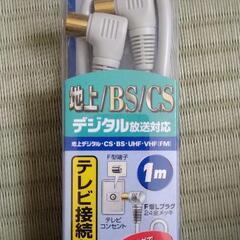 地上/BS/CS
デジタル放送対応
地上デジタル・CS・BS・UHF・VHF(FM)
テレビ接続
F型端子
1m
F型Lプラグ
24金メッキ
テレビ
コンセント